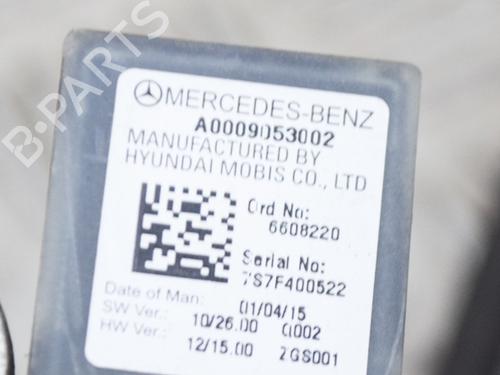 B-PARTS
MERCEDES-BENZ
A0009053002
MANUFACTURED BY
HYUNDAI MOBIS CO., LTD
Ord No:
6608220
Serial No:
7S7F400522
Date of Man: 01/04/15
SW Ver.: 10/26.00 0002
HW Ver.: 12/15.00 ZGS001